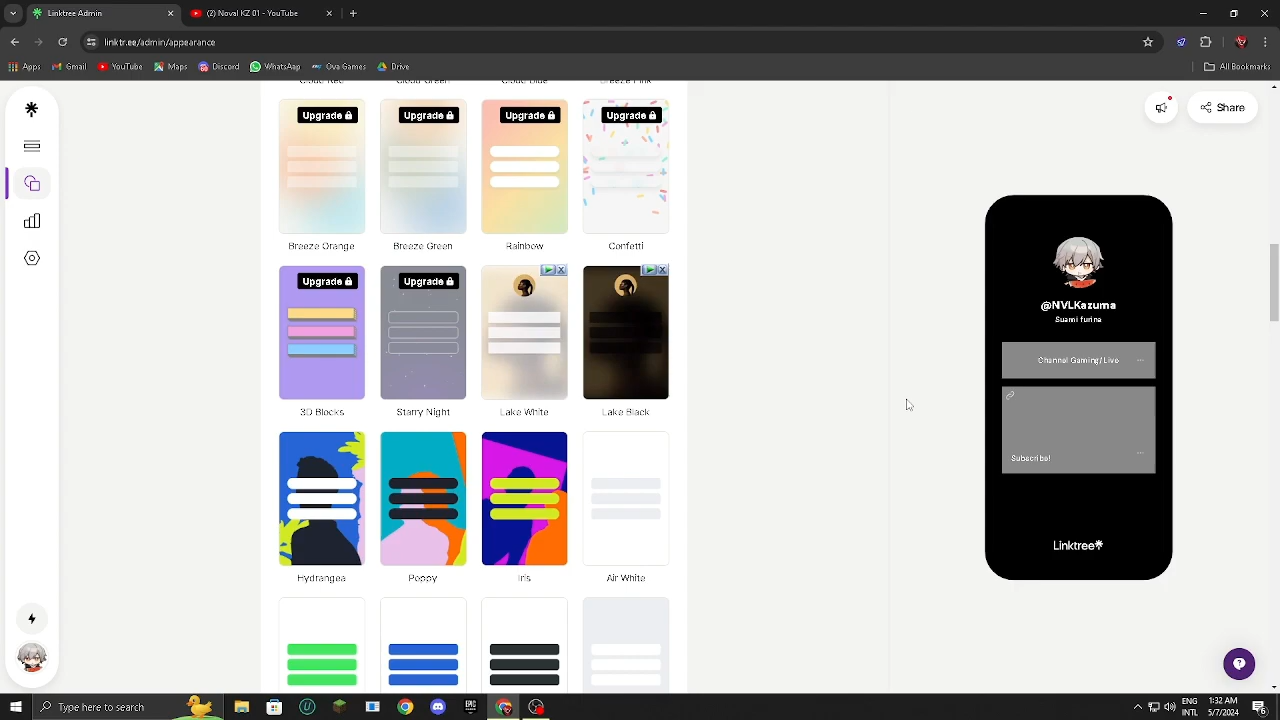 Linktree Admin
(2) Noval KZ 01 - YouTube
linktr.ee/admin/appearance
Apps
Gmail
YouTube
Maps
Discord
WhatsApp
Ova Games
Drive
All Bookmarks
Upgrade
Upgrade
Upgrade
Upgrade
Breeze Orange
Breeze Green
Rainbow
Confetti
Upgrade
Upgrade
3D Blocks
Starry Night
Lake White
Lake Black
Hydrangea
Poppy
Iris
Air White
Share
@NVLKazuma
Suami furina
Channel Gaming/Live
Subscribe!
Linktree
Type here to search
EPIC
ENG
INTL
1:32 AM
5/7/2024